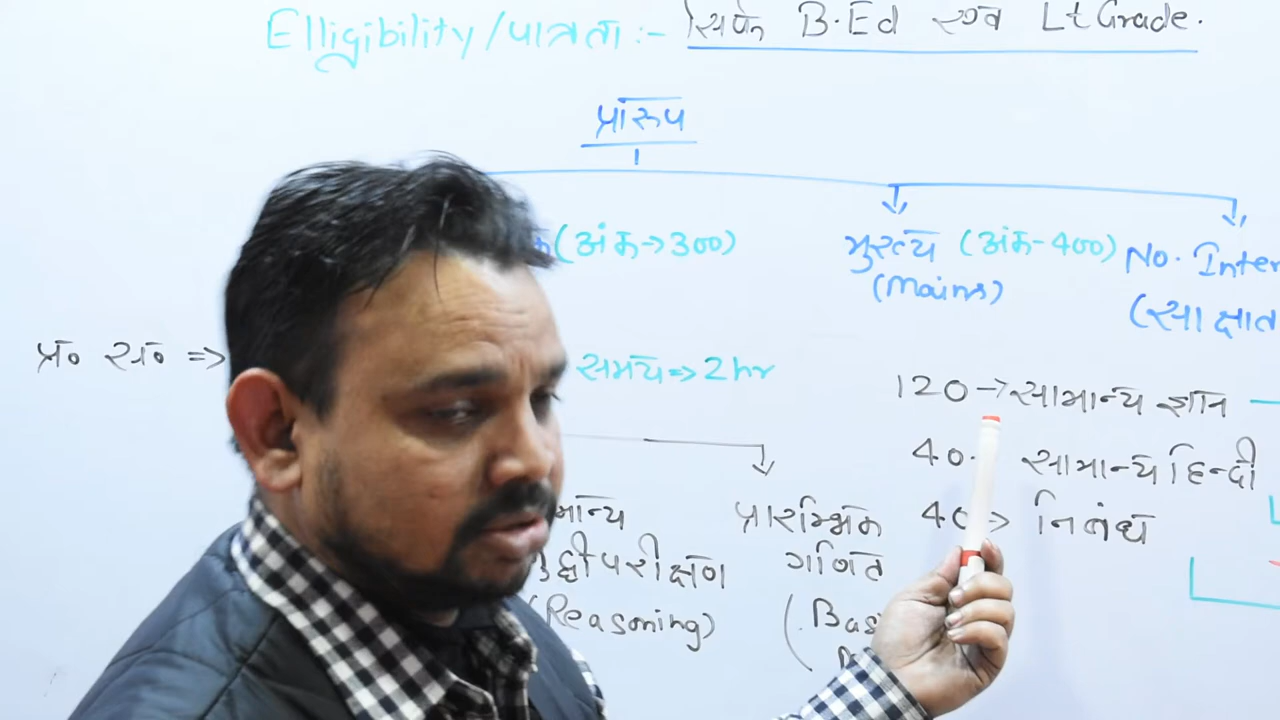 Elligibility/पात्रता :- सिर्फ B.Ed एवं Lt Grade.
प्रारूप
(अंक→300)
मुख्य (अंक-400)
(Mains)
No. Inter
(साक्षात
प्र० सं० =>
समय=>2hr
120→सामान्य ज्ञान
40 सामान्य हिन्दी
40=> निबंध
मान्य
प्रारम्भिक
परीक्षण
गणित
(Reasoning)
(Bas